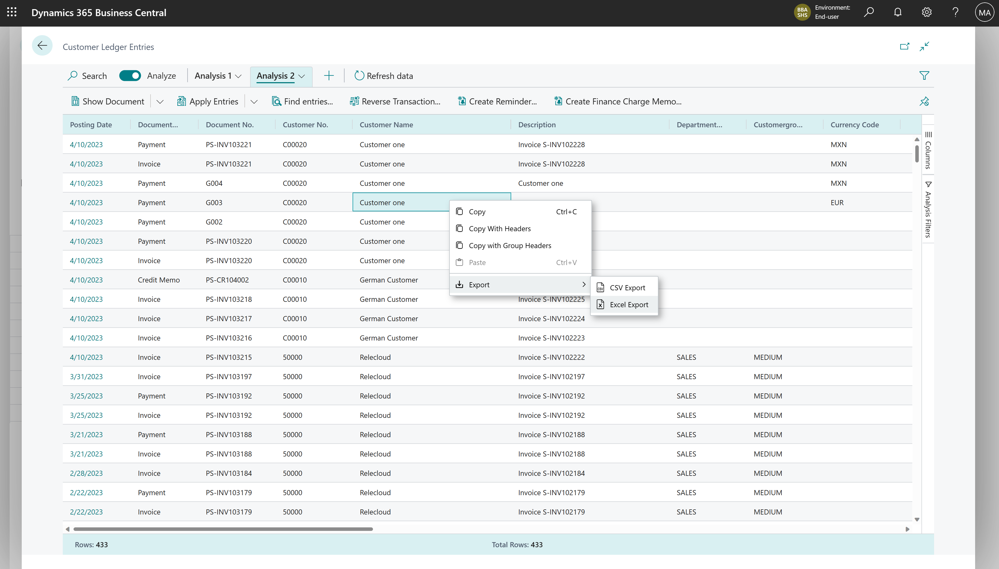 Dynamics 365 Business Central
BBA
SHS
Environment:
End-user
MA
Customer Ledger Entries
Search Analyze Analysis 1 Analysis 2 Refresh data
Show Document Apply Entries Find entries... Reverse Transaction... Create Reminder... Create Finance Charge Memo...
Posting Date Document... Document No. Customer No. Customer Name Description Department... Customergro... Currency Code
4/10/2023 Payment PS-INV103221 C00020 Customer one Invoice S-INV102228 MXN
4/10/2023 Invoice PS-INV103221 C00020 Customer one Invoice S-INV102228 MXN
4/10/2023 Payment G004 C00020 Customer one Customer one MXN
4/10/2023 Payment G003 C00020 Customer one EUR
4/10/2023 Payment G002 C00020 Customer one
4/10/2023 Payment PS-INV103220 C00020 Customer one
4/10/2023 Invoice PS-INV103220 C00020 Customer one
4/10/2023 Credit Memo PS-CR104002 C00010 German Customer
4/10/2023 Invoice PS-INV103218 C00010 German Customer Invoice S-INV102225
4/10/2023 Invoice PS-INV103217 C00010 German Customer Invoice S-INV102224
4/10/2023 Invoice PS-INV103216 C00010 German Customer Invoice S-INV102223
4/10/2023 Invoice PS-INV103215 50000 Relecloud Invoice S-INV102222 SALES MEDIUM
3/31/2023 Invoice PS-INV103197 50000 Relecloud Invoice S-INV102197 SALES MEDIUM
3/25/2023 Payment PS-INV103192 50000 Relecloud Invoice S-INV102192 SALES MEDIUM
3/25/2023 Invoice PS-INV103192 50000 Relecloud Invoice S-INV102192 SALES MEDIUM
3/21/2023 Payment PS-INV103188 50000 Relecloud Invoice S-INV102188 SALES MEDIUM
3/21/2023 Invoice PS-INV103188 50000 Relecloud Invoice S-INV102188 SALES MEDIUM
2/28/2023 Invoice PS-INV103184 50000 Relecloud Invoice S-INV102184 SALES MEDIUM
2/22/2023 Payment PS-INV103179 50000 Relecloud Invoice S-INV102179 SALES MEDIUM
2/22/2023 Invoice PS-INV103179 50000 Relecloud Invoice S-INV102179 SALES MEDIUM
Copy Ctrl+C
Copy With Headers
Copy with Group Headers
Paste Ctrl+V
Export
CSV Export
Excel Export
Columns
Analysis Filters
Rows: 433 Total Rows: 433